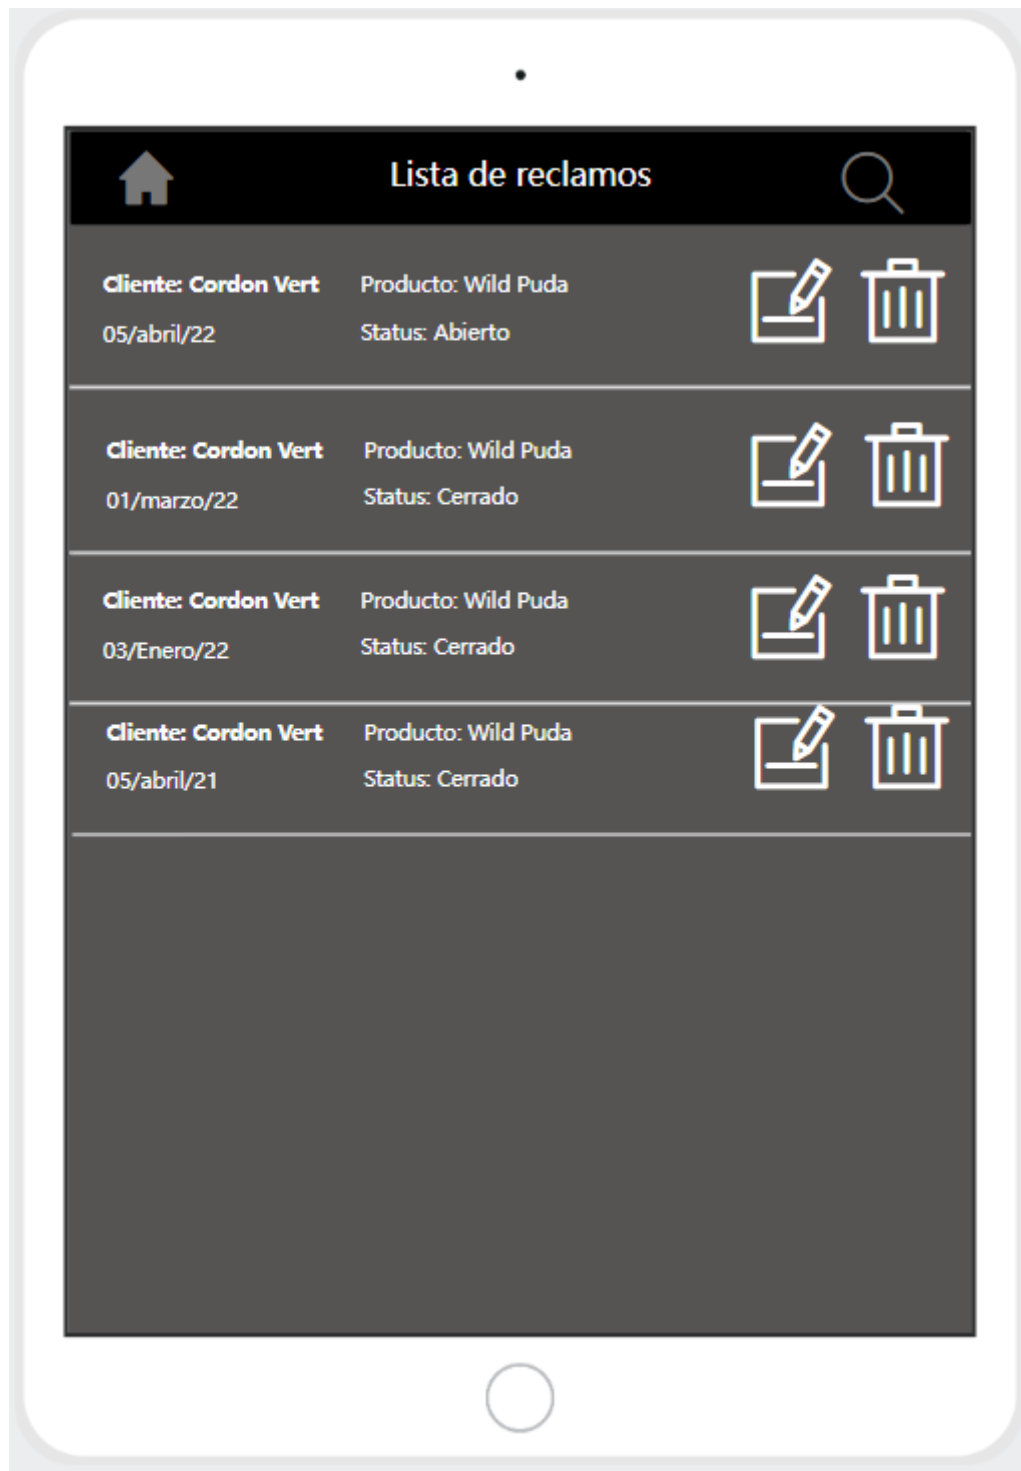 Lista de reclamos
Cliente: Cordon Vert Producto: Wild Puda
05/abril/22 Status: Abierto
Cliente: Cordon Vert Producto: Wild Puda
01/marzo/22 Status: Cerrado
Cliente: Cordon Vert Producto: Wild Puda
03/Enero/22 Status: Cerrado
Cliente: Cordon Vert Producto: Wild Puda
05/abril/21 Status: Cerrado